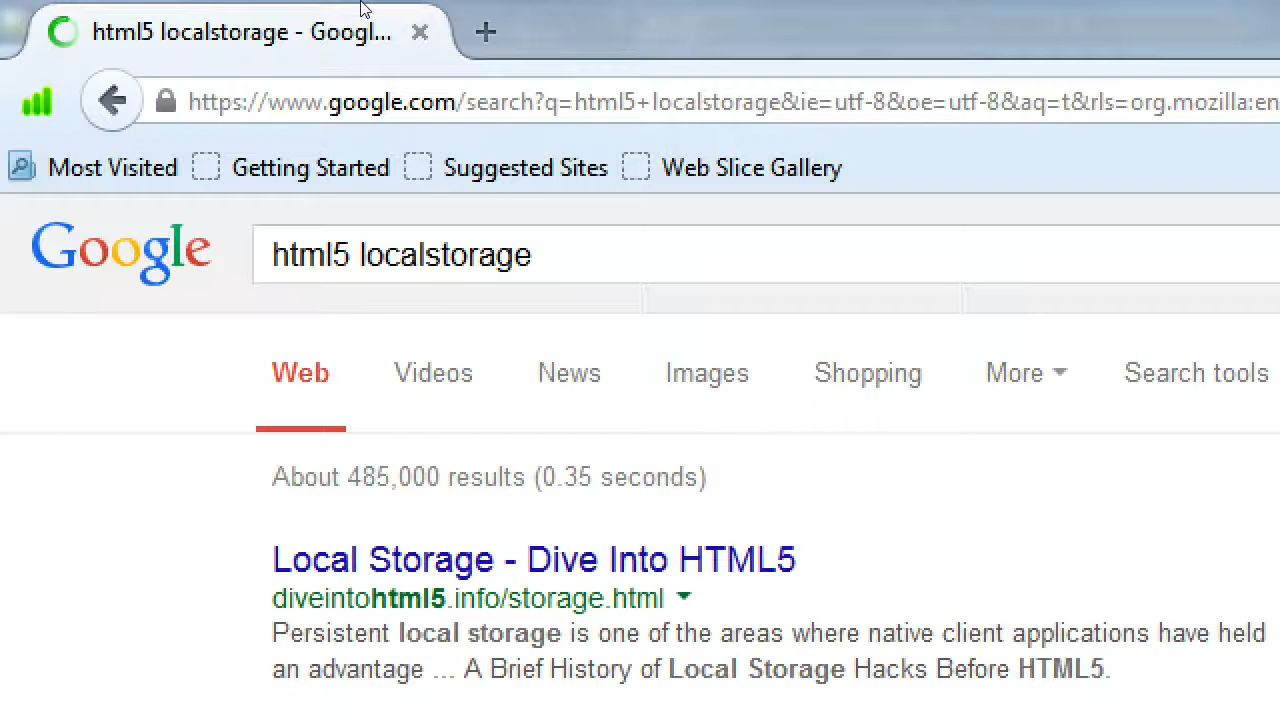 html5 localstorage - Googl...
https://www.google.com/search?q=html5+localstorage&ie=utf-8&oe=utf-8&aq=t&rls=org.mozilla:en
Most Visited Getting Started Suggested Sites Web Slice Gallery
Google html5 localstorage
Web Videos News Images Shopping More Search tools
About 485,000 results (0.35 seconds)
Local Storage - Dive Into HTML5
diveintohtml5.info/storage.html
Persistent local storage is one of the areas where native client applications have held
an advantage ... A Brief History of Local Storage Hacks Before HTML5.